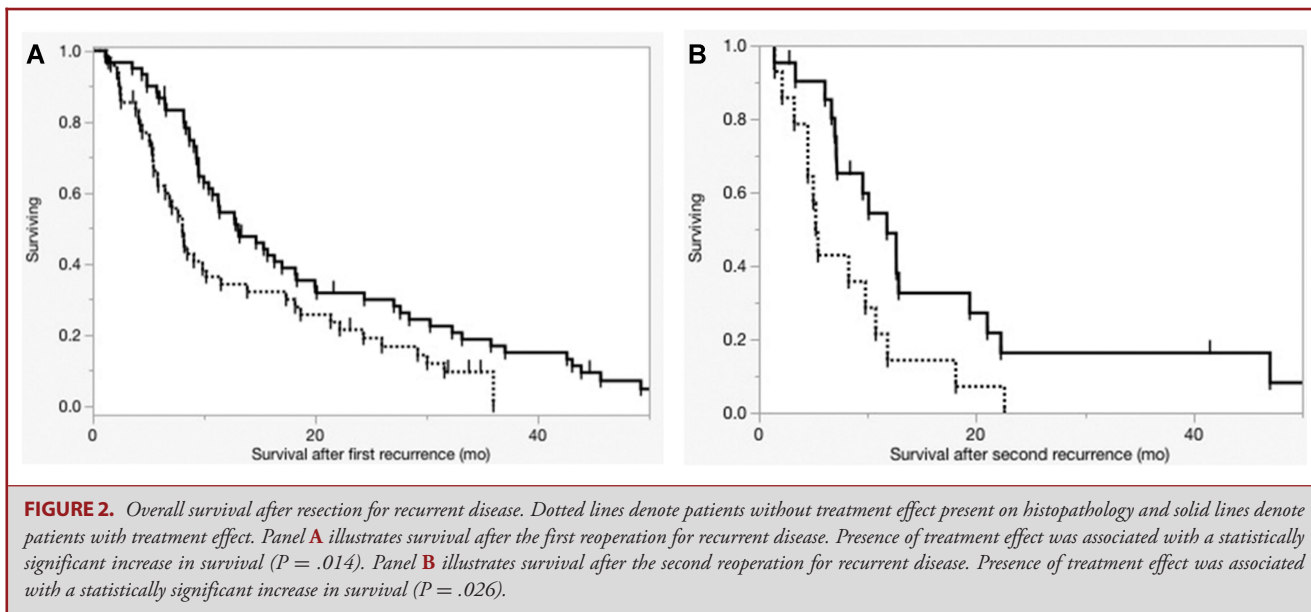 A
1.0
0.8
0.6
0.4
0.2
0.0
Surviving
0
20
40
Survival after first recurrence (mo)
B
1.0
0.8
0.6
0.4
0.2
0.0
Surviving
0
20
40
Survival after second recurrence (mo)
FIGURE 2. Overall survival after resection for recurrent disease. Dotted lines denote patients without treatment effect present on histopathology and solid lines denote
patients with treatment effect. Panel A illustrates survival after the first reoperation for recurrent disease. Presence of treatment effect was associated with a statistically
significant increase in survival (P = .014). Panel B illustrates survival after the second reoperation for recurrent disease. Presence of treatment effect was associated
with a statistically significant increase in survival (P = .026).